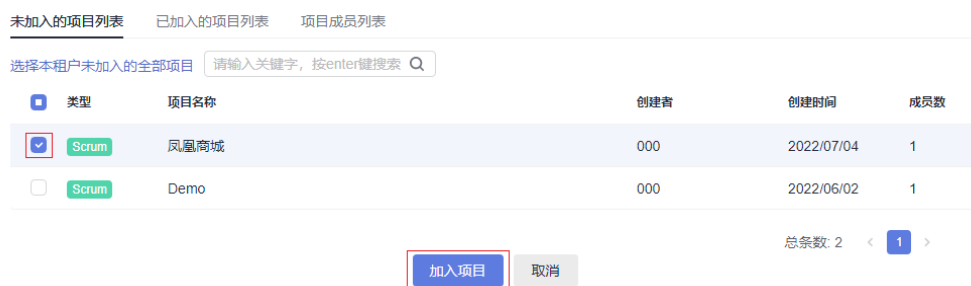 未加入的项目列表 已加入的项目列表 项目成员列表
选择本租户未加入的全部项目 请输入关键字，按enter键搜索
类型 项目名称 创建者 创建时间 成员数
Scrum 凤凰商城 000 2022/07/04 1
Scrum Demo 000 2022/06/02 1
总条数: 2 < 1 >
加入项目 取消